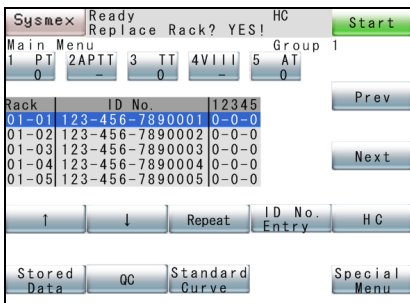 Sysmex Ready HC Start
Replace Rack? YES!
Main Menu Group 1
1 PT 2APTT 3 TT 4VIII 5 AT
0 - 0 - 0
Prev
Rack ID No. 12345
01-01 123-456-7890001 0-0-0
01-02 123-456-7890002 0-0-0
01-03 123-456-7890003 0-0-0
01-04 123-456-7890004 0-0-0
01-05 123-456-7890005 0-0-0
Next
↑ ↓ Repeat ID No. Entry HC
Stored Data QC Standard Curve Special Menu